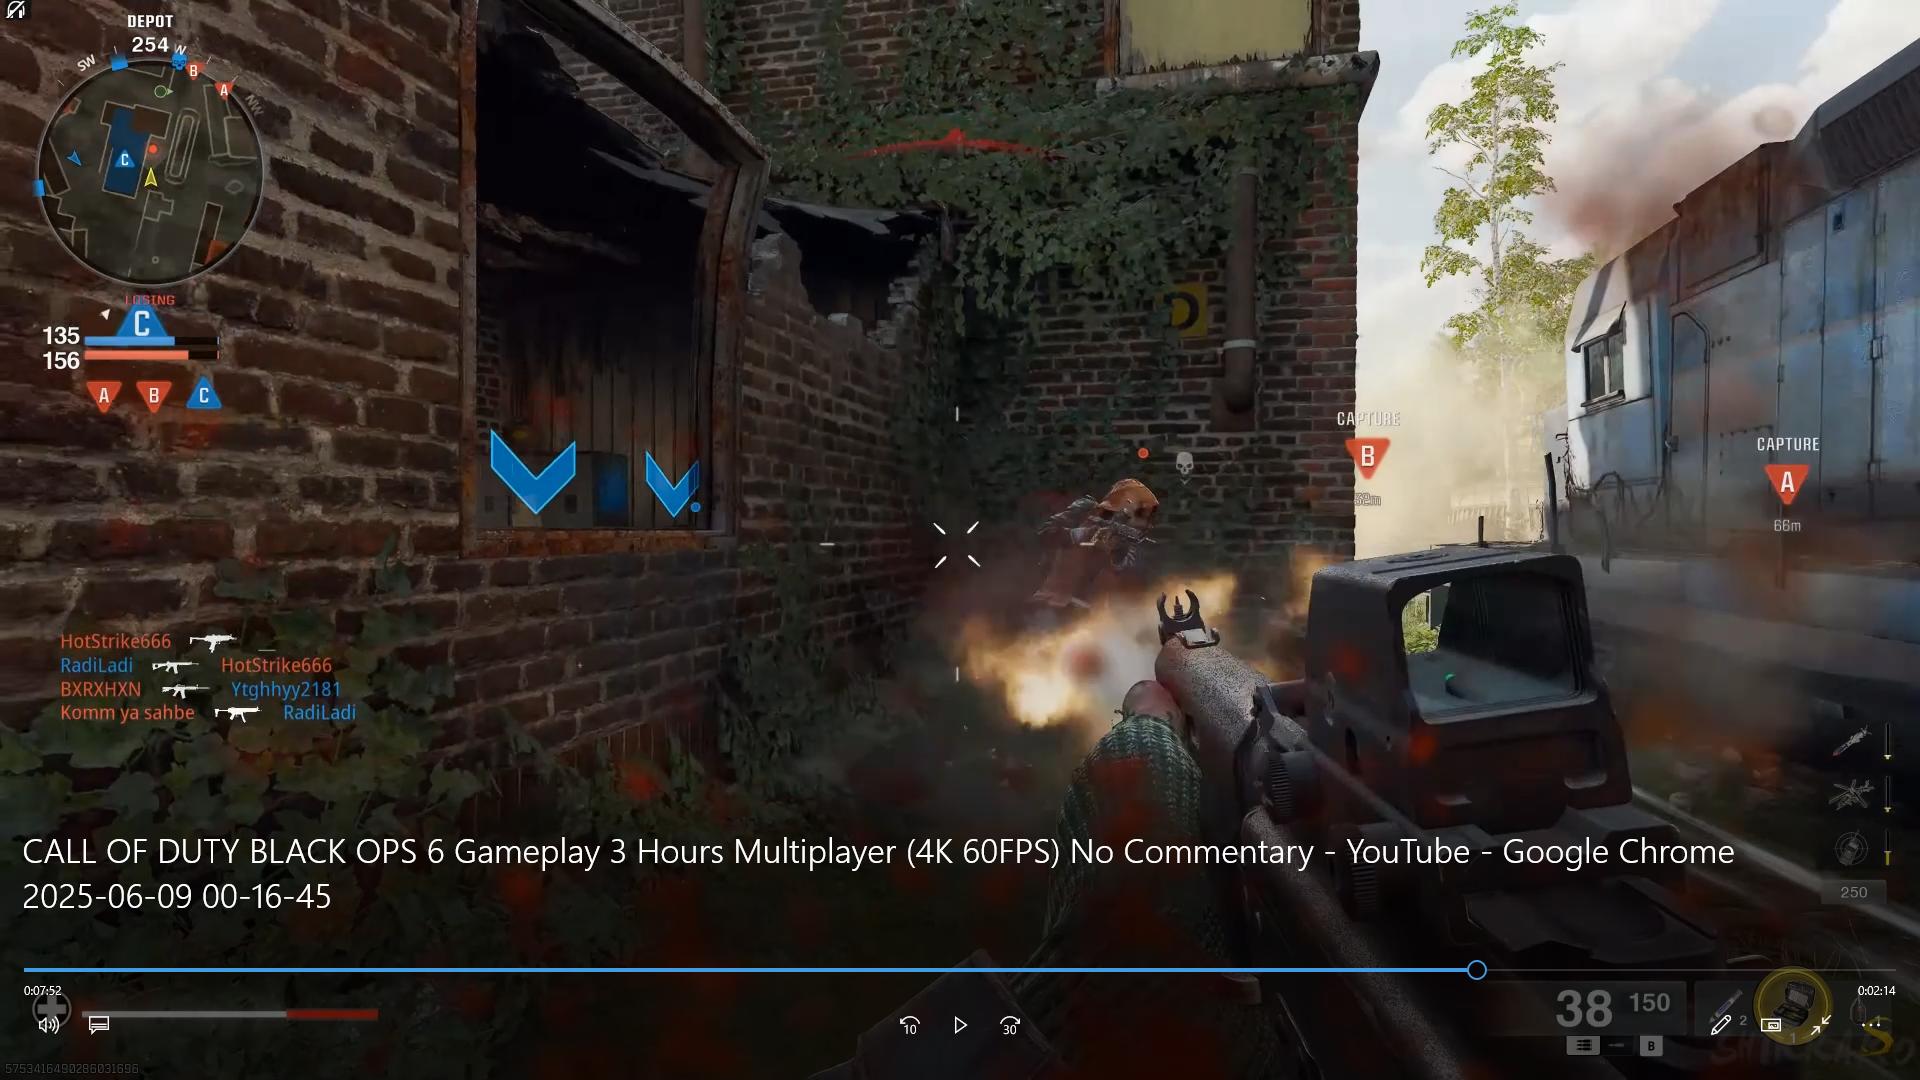 DEPOT
254
SW
N
B
A
NW
C
LOSING
C
135
156
A B C
D
CAPTURE
B
CAPTURE
A
66m
HotStrike666
RadiLadi HotStrike666
BXRXHXN Ytghhyy2181
Komm ya sahbe RadiLadi
250
CALL OF DUTY BLACK OPS 6 Gameplay 3 Hours Multiplayer (4K 60FPS) No Commentary - YouTube - Google Chrome
2025-06-09 00-16-45
0:07:52
0:02:14
10
30
38 150
2
1
B
5753416490286031696